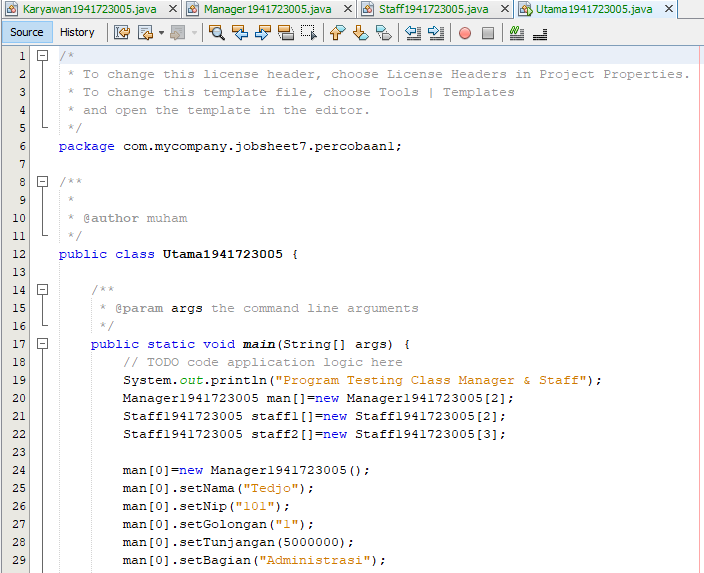 Karyawan1941723005.java Manager1941723005.java Staff1941723005.java Utama1941723005.java
Source History
1 /*
2 * To change this license header, choose License Headers in Project Properties.
3 * To change this template file, choose Tools | Templates
4 * and open the template in the editor.
5 */
6 package com.mycompany.jobsheet7.percobaan1;
7
8 /**
9 *
10 * @author muham
11 */
12 public class Utama1941723005 {
13
14 /**
15 * @param args the command line arguments
16 */
17 public static void main(String[] args) {
18 // TODO code application logic here
19 System.out.println("Program Testing Class Manager & Staff");
20 Manager1941723005 man[]=new Manager1941723005[2];
21 Staff1941723005 staff1[]=new Staff1941723005[2];
22 Staff1941723005 staff2[]=new Staff1941723005[3];
23
24 man[0]=new Manager1941723005();
25 man[0].setNama("Tedjo");
26 man[0].setNip("101");
27 man[0].setGolongan("1");
28 man[0].setTunjangan(5000000);
29 man[0].setBagian("Administrasi");